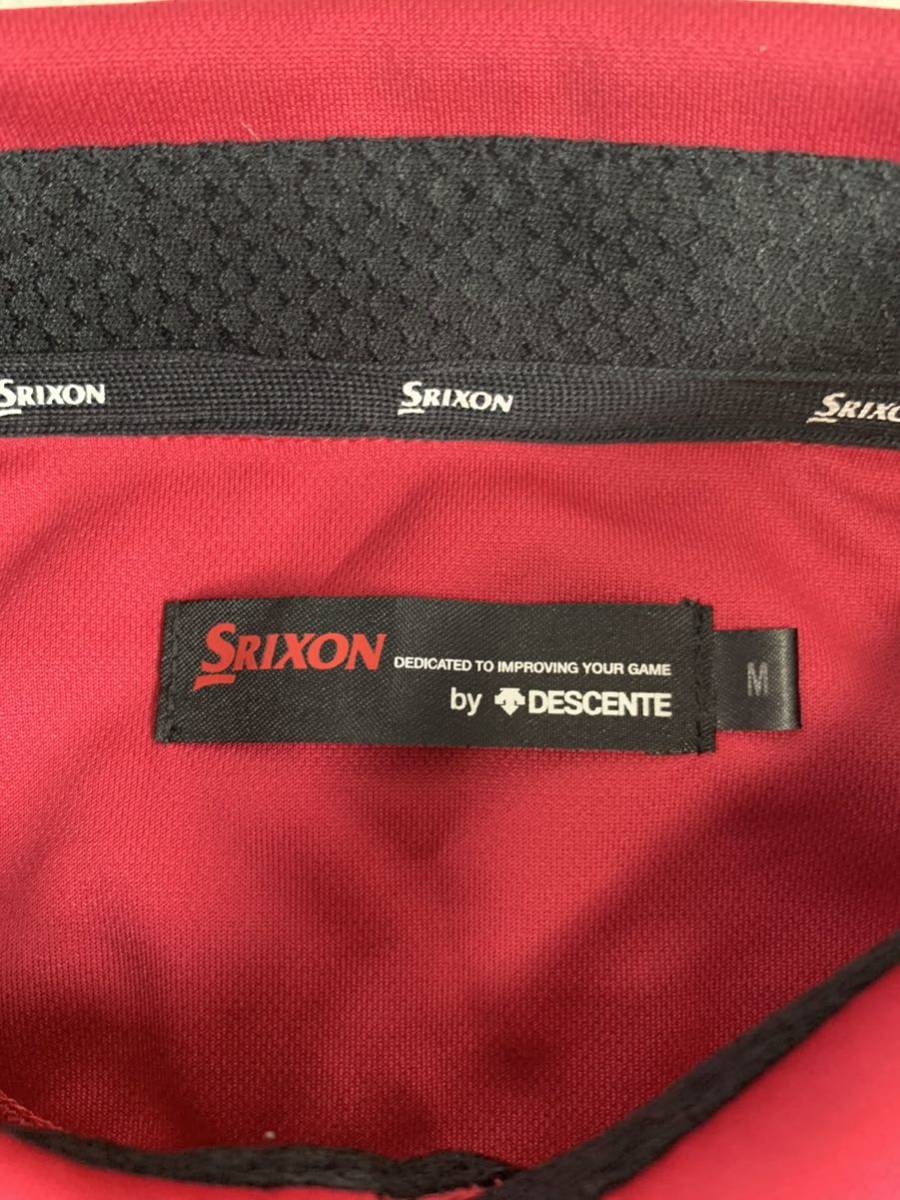 SRIXON SRIXON SRIXO
SRIXON DEDICATED TO IMPROVING YOUR GAME
by DESCENTE
M